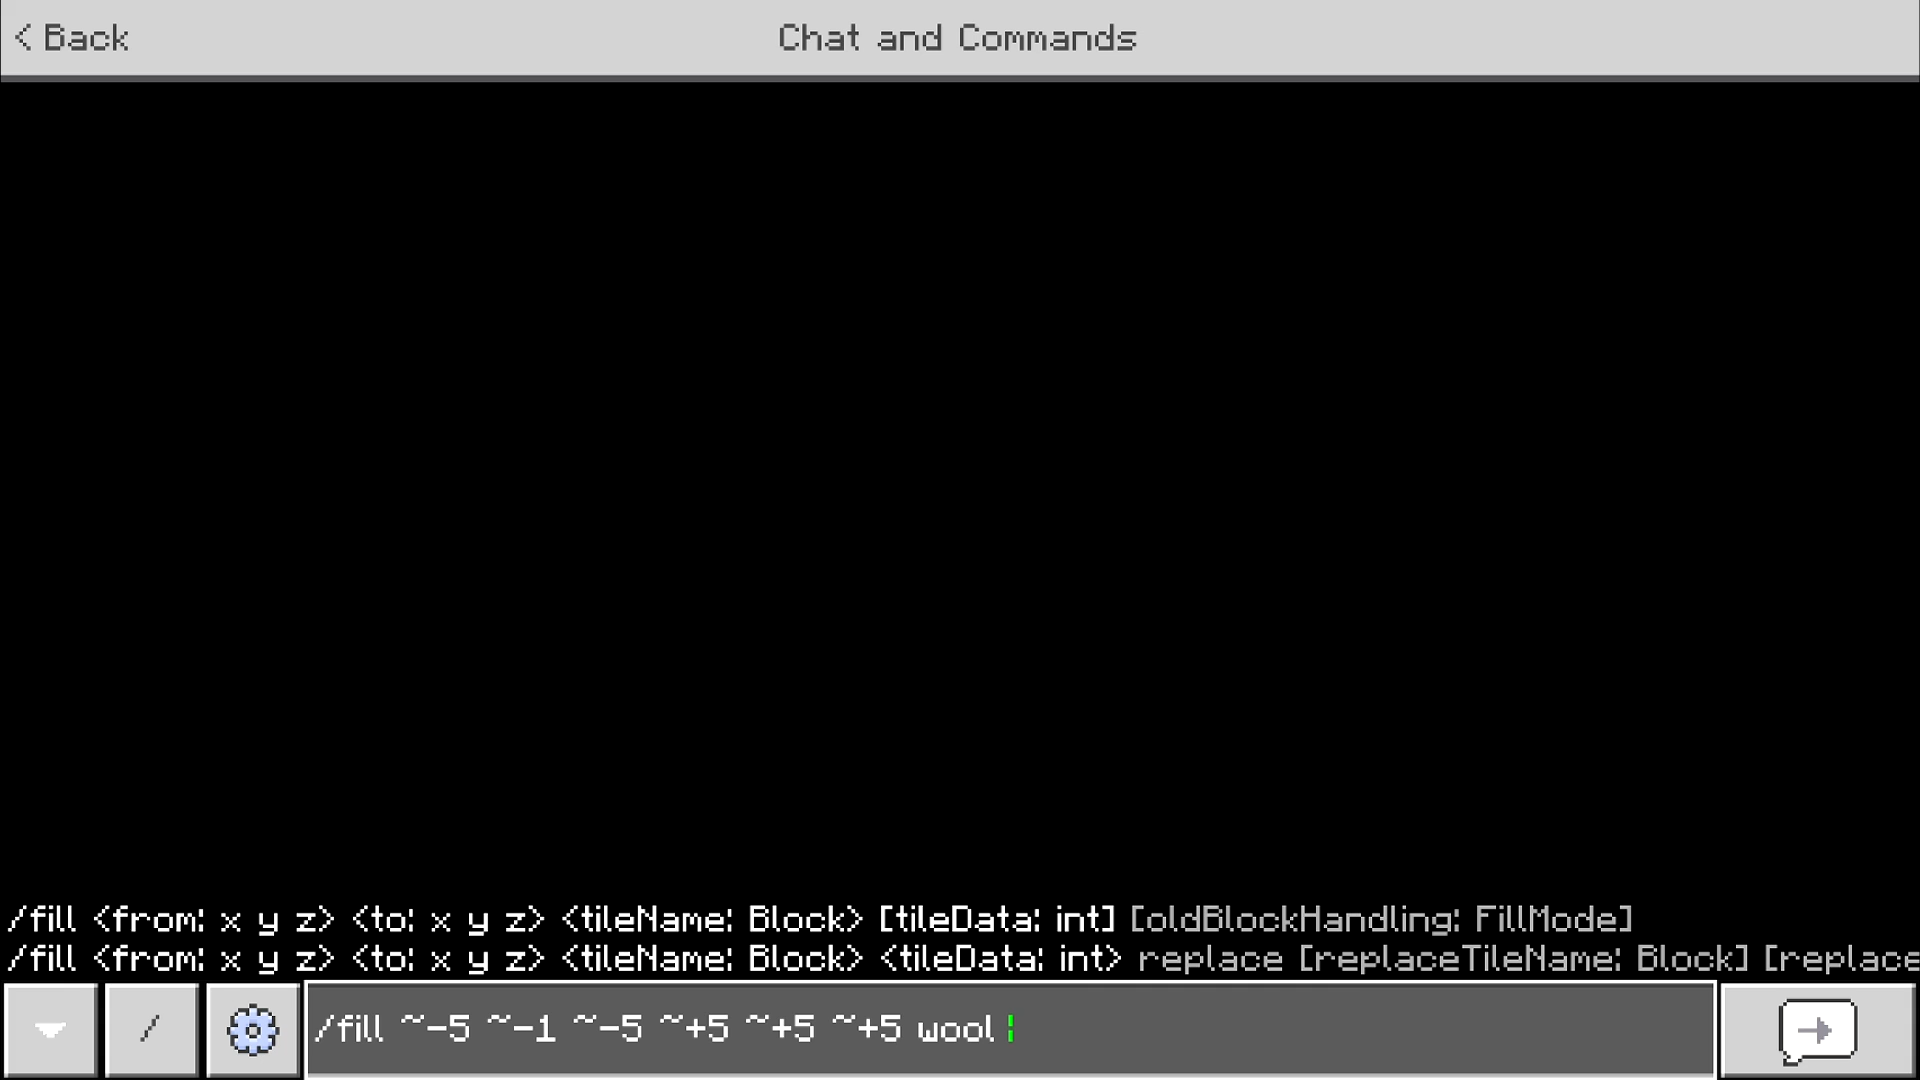 < Back
Chat and Commands
/fill <from: x y z> <to: x y z> <tileName: Block> [tileData: int] [oldBlockHandling: FillMode]
/fill <from: x y z> <to: x y z> <tileName: Block> <tileData: int> replace [replaceTileName: Block] [replace
/
/fill ~-5 ~-1 ~-5 ~+5 ~+5 ~+5 wool